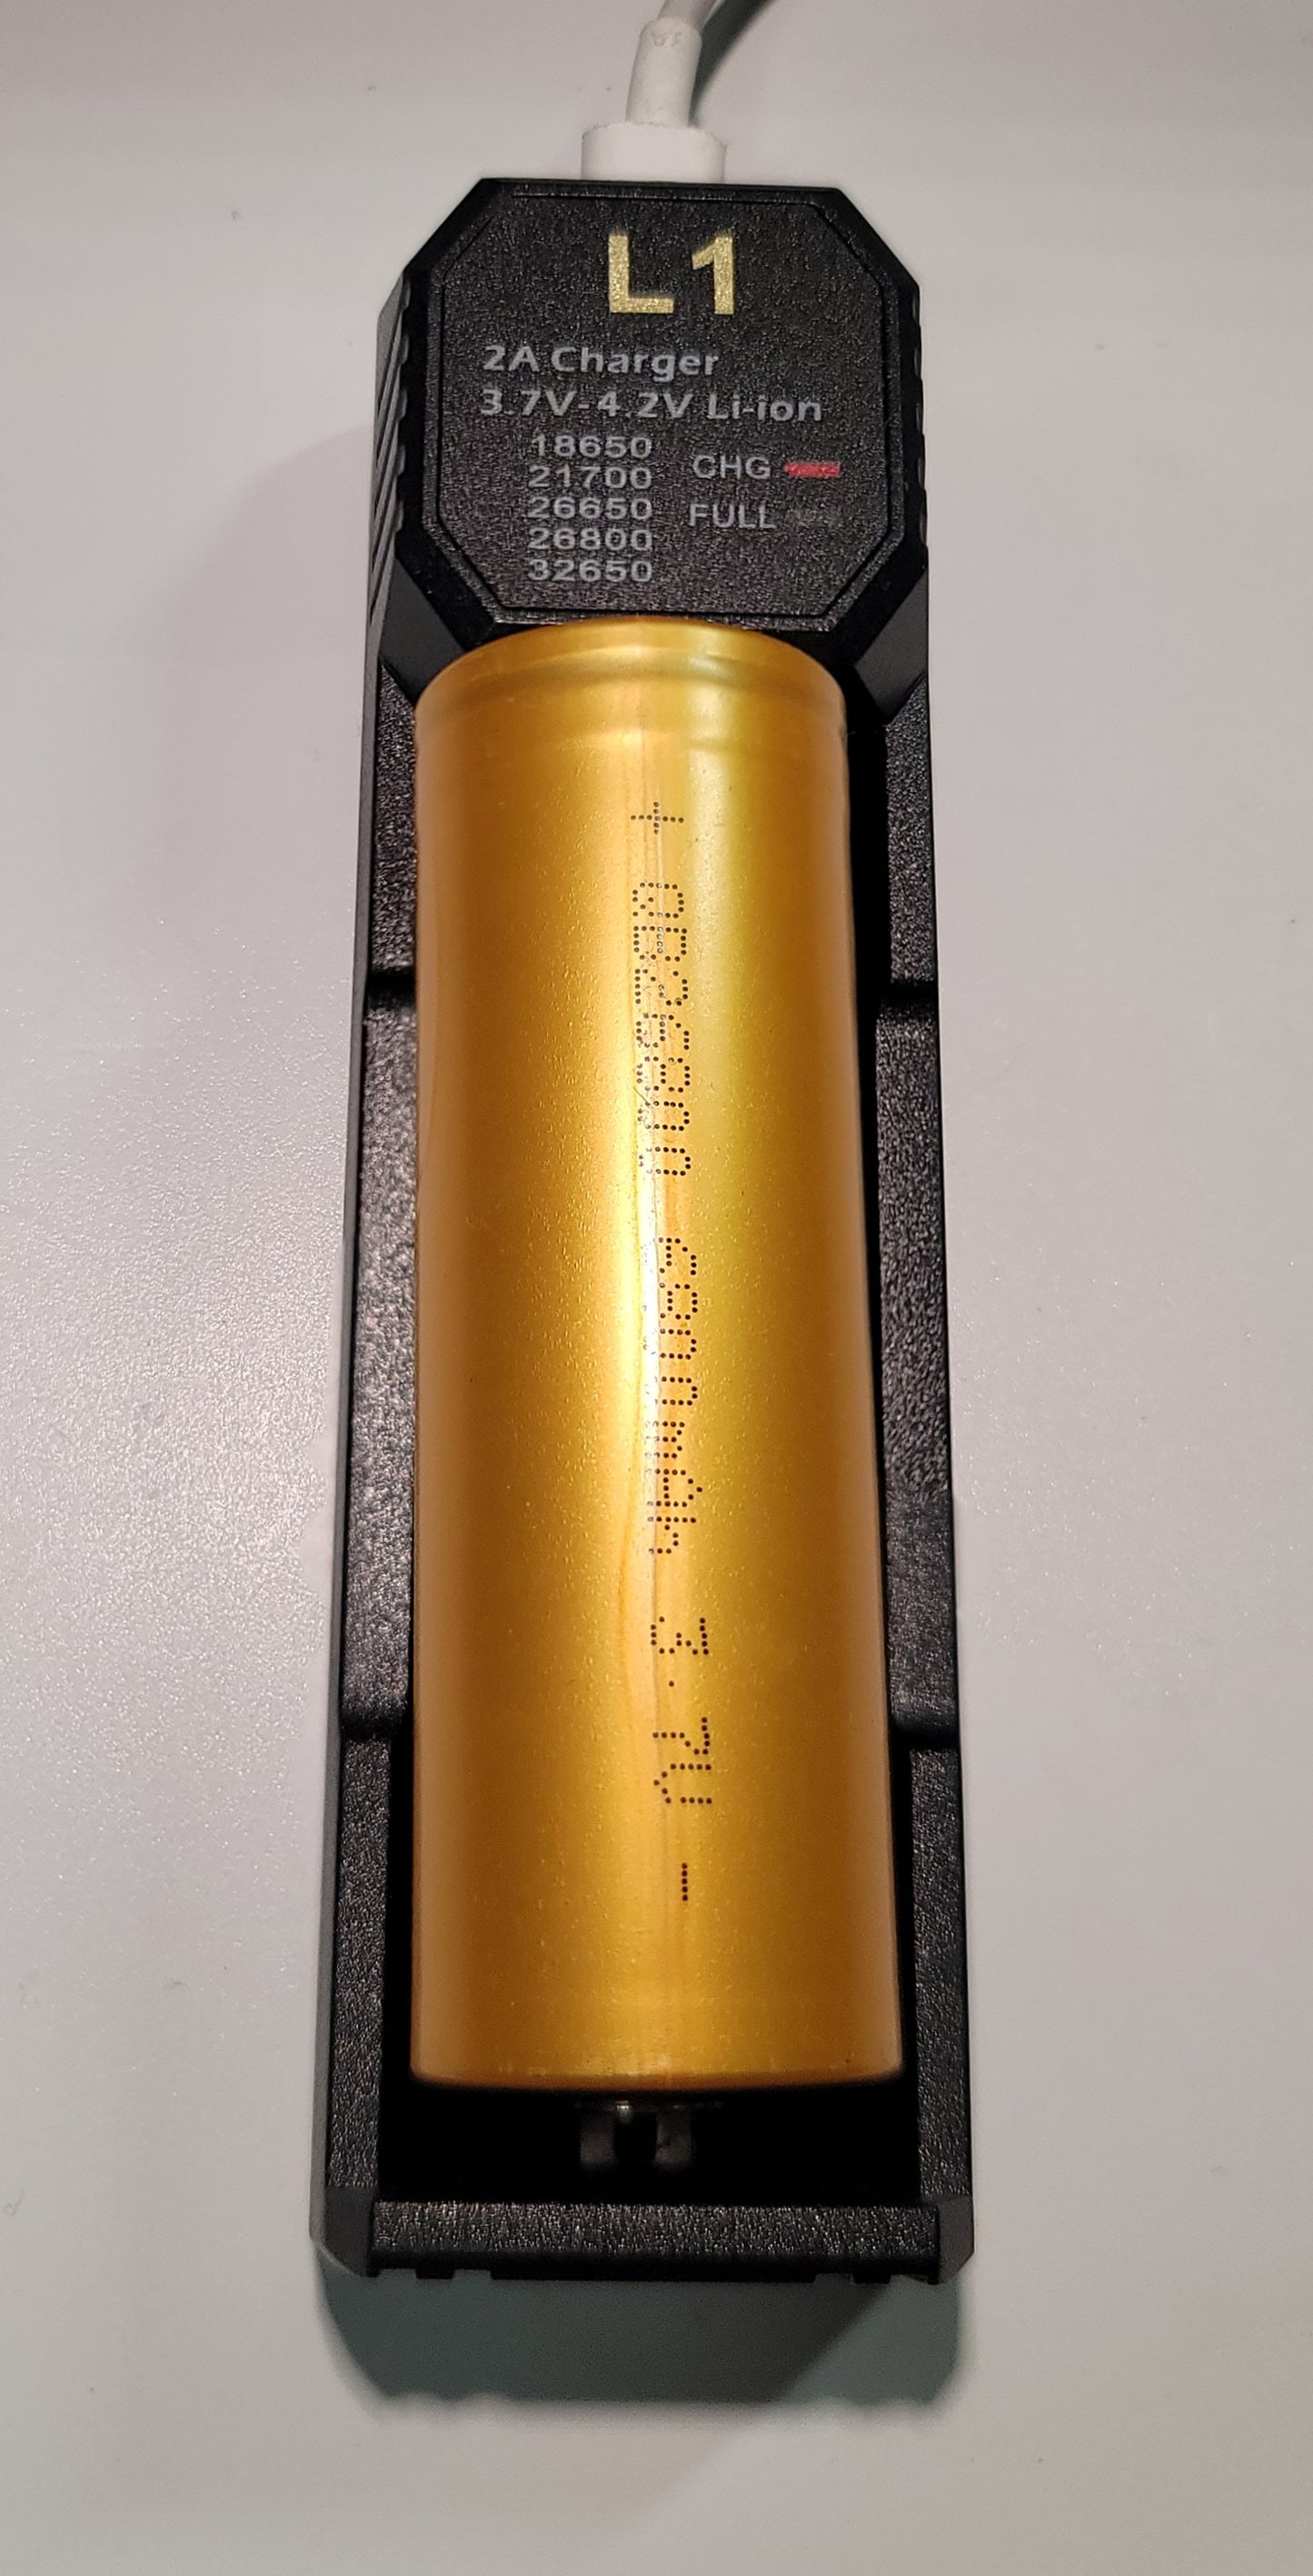 L1
2A Charger
3.7V-4.2V Li-ion
18650
21700
26650
26800
32650
CHG
FULL
+ QB26800 6800mAh 3.7V -